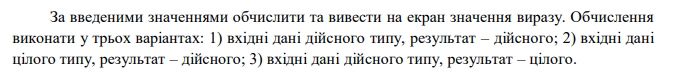 За введеними значеннями обчислити та вивести на екран значення виразу. Обчислення
виконати у трьох варіантах: 1) вхідні дані дійсного типу, результат – дійсного; 2) вхідні дані
цілого типу, результат – дійсного; 3) вхідні дані дійсного типу, результат – цілого.